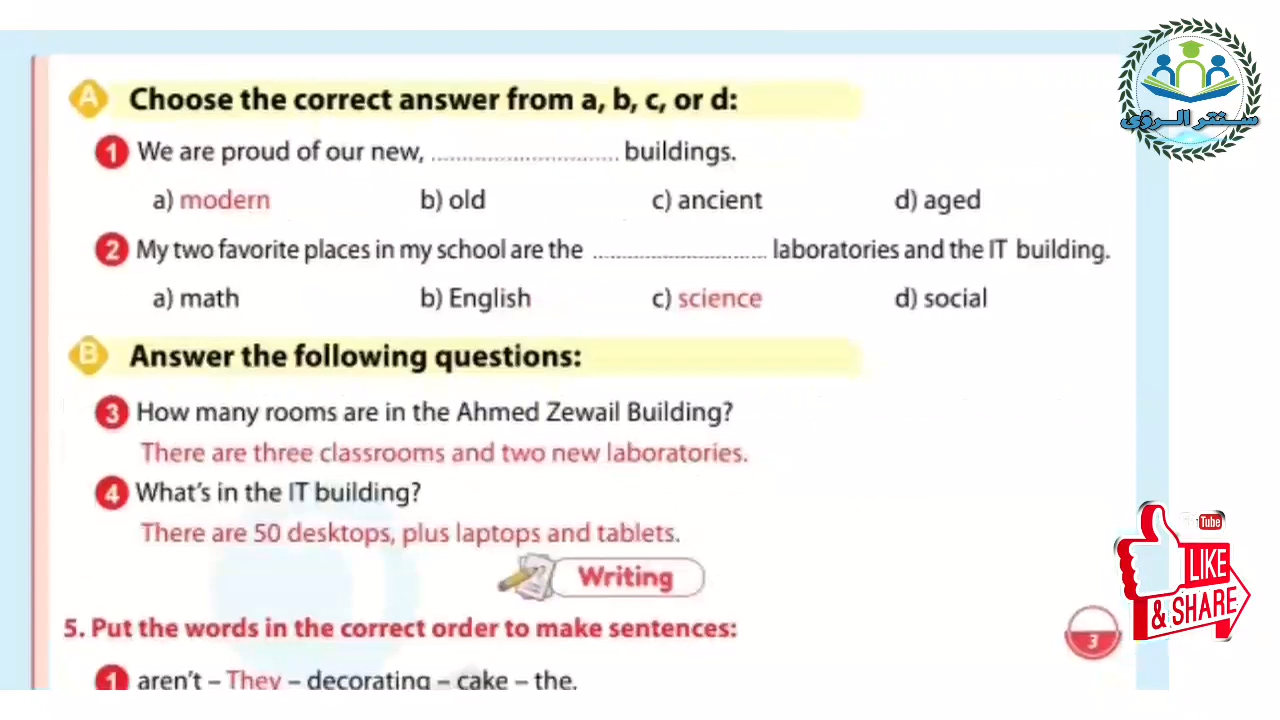 A Choose the correct answer from a, b, c, or d:
1 We are proud of our new, .............................. buildings.
a) modern b) old c) ancient d) aged
2 My two favorite places in my school are the .............................. laboratories and the IT building.
a) math b) English c) science d) social
B Answer the following questions:
3 How many rooms are in the Ahmed Zewail Building?
There are three classrooms and two new laboratories.
4 What's in the IT building?
There are 50 desktops, plus laptops and tablets.
Writing
5. Put the words in the correct order to make sentences:
3
1 aren't – They – decorating – cake – the.
سنتر الرؤى
Tube
LIKE
& SHARE